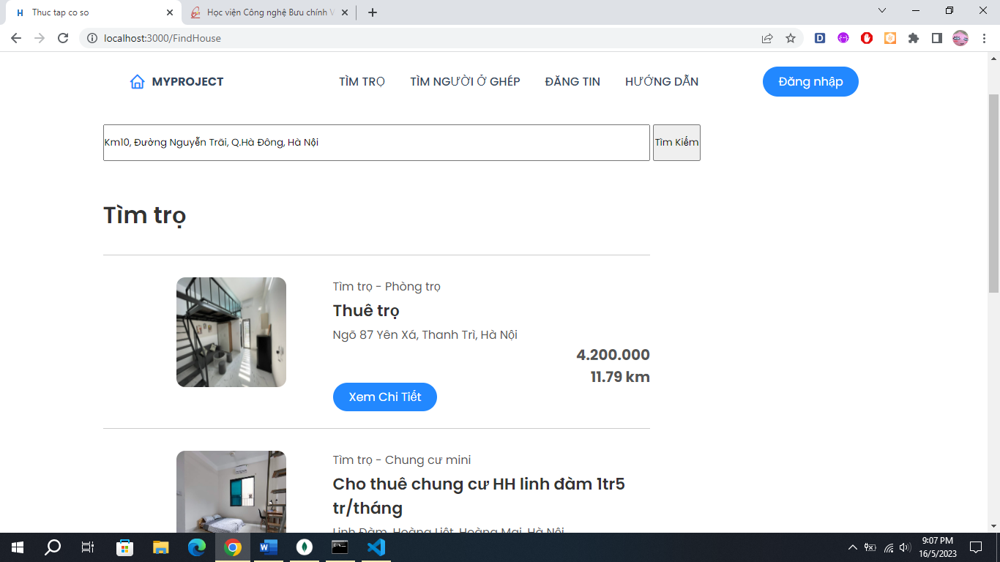 Thuc tap co so
Học viện Công nghệ Bưu chính V
localhost:3000/FindHouse
MYPROJECT
TÌM TRỌ
TÌM NGƯỜI Ở GHÉP
ĐĂNG TIN
HƯỚNG DẪN
Đăng nhập
Km10, Đường Nguyễn Trãi, Q.Hà Đông, Hà Nội
Tìm Kiếm
Tìm trọ
Tìm trọ - Phòng trọ
Thuê trọ
Ngõ 87 Yên Xá, Thanh Trì, Hà Nội
4.200.000
11.79 km
Xem Chi Tiết
Tìm trọ - Chung cư mini
Cho thuê chung cư HH linh đàm 1tr5
tr/tháng
Linh Đàm, Hoàng Liệt, Hoàng Mai, Hà Nội
9:07 PM
16/5/2023